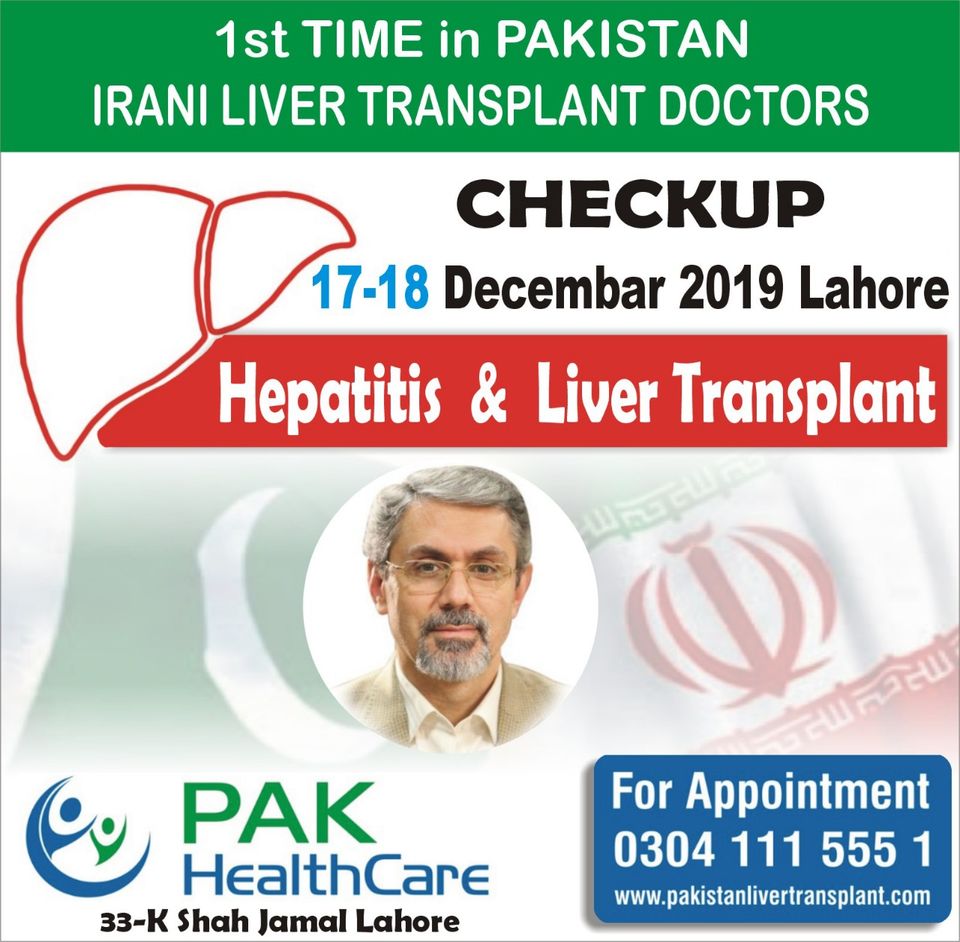 1st TIME in PAKISTAN
IRANI LIVER TRANSPLANT DOCTORS
CHECKUP
17-18 Decembar 2019 Lahore
Hepatitis & Liver Transplant
PAK
HealthCare
33-K Shah Jamal Lahore
For Appointment
0304 111 555 1
www.pakistanlivertransplant.com